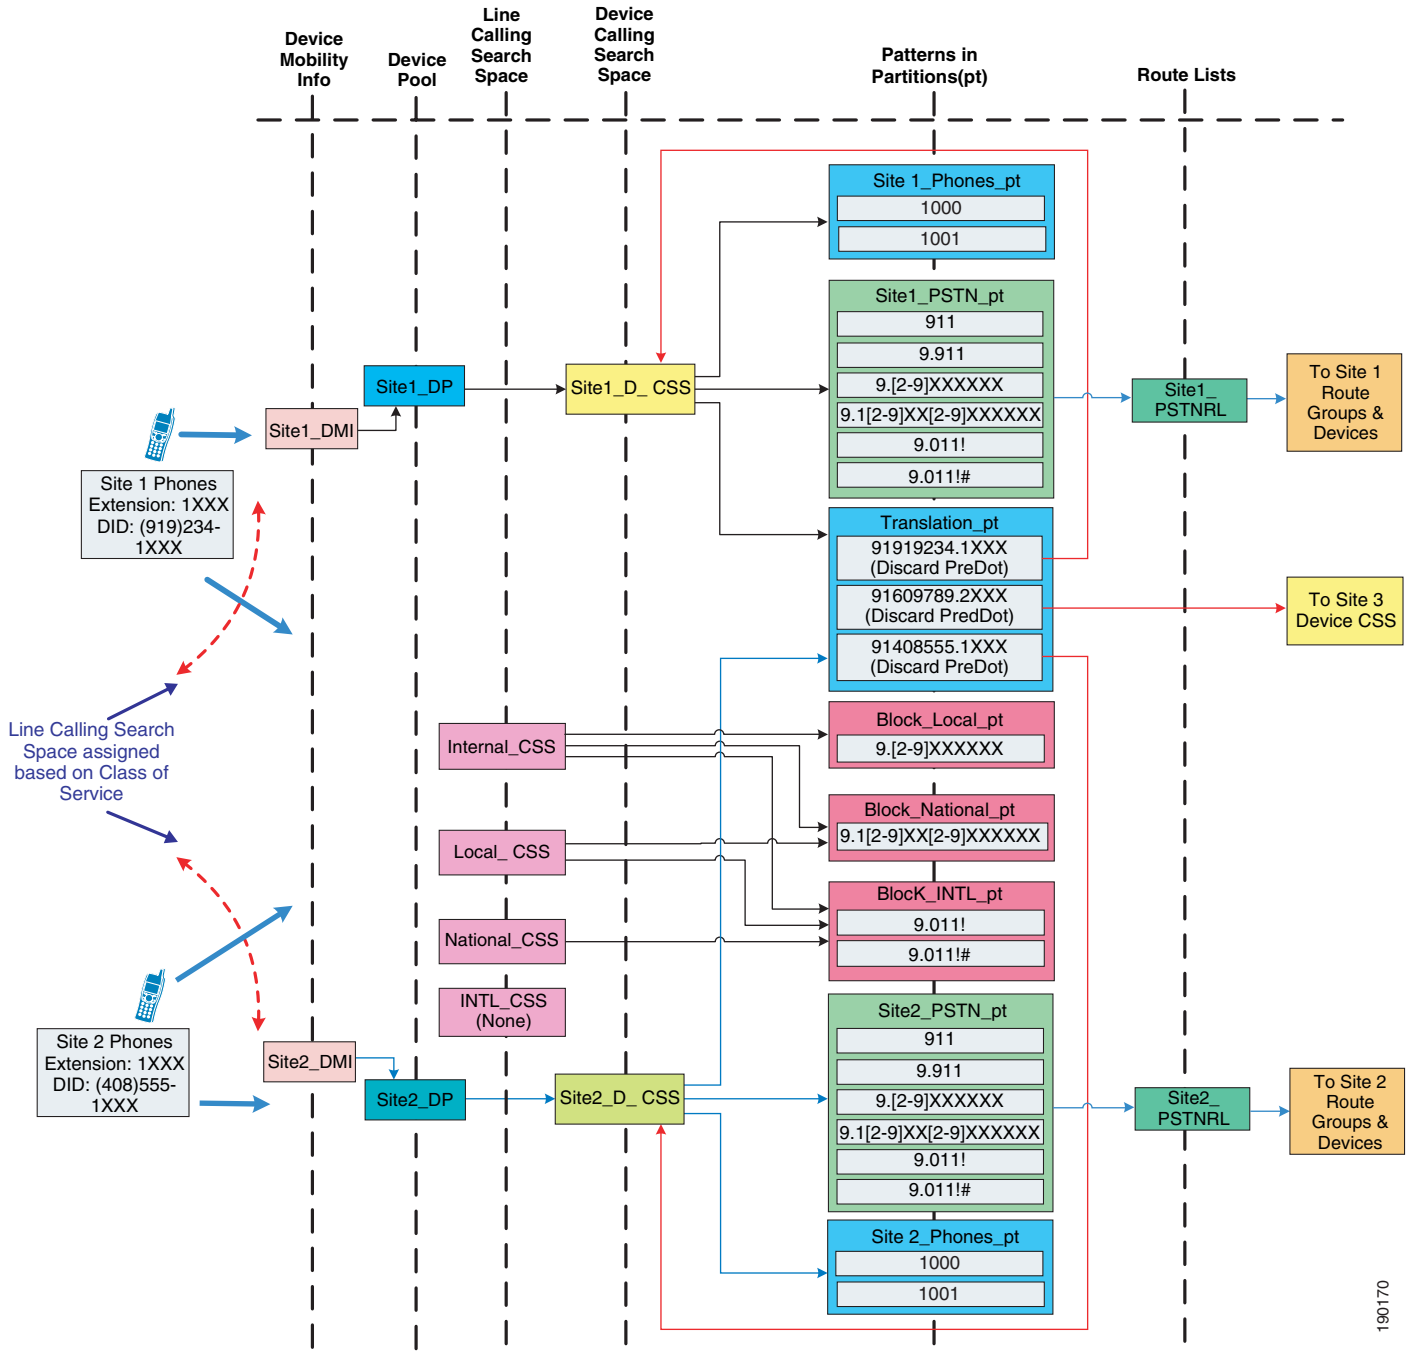 Device
Mobility
Info
Device
Pool
Line
Calling
Search
Space
Device
Calling
Search
Space
Patterns in
Partitions(pt)
Route Lists
Site 1_Phones_pt
1000
1001
Site1_PSTN_pt
911
9.911
9.[2-9]XXXXXX
9.1[2-9]XX[2-9]XXXXXX
9.011!
9.011!#
Site1_DP
Site1_D_ CSS
Site1_DMI
Site1_
PSTNRL
To Site 1
Route
Groups &
Devices
Site 1 Phones
Extension: 1XXX
DID: (919)234-
1XXX
Translation_pt
91919234.1XXX
(Discard PreDot)
91609789.2XXX
(Discard PredDot)
91408555.1XXX
(Discard PreDot)
To Site 3
Device CSS
Line Calling Search
Space assigned
based on Class of
Service
Internal_CSS
Local_ CSS
National_CSS
INTL_CSS
(None)
Block_Local_pt
9.[2-9]XXXXXX
Block_National_pt
9.1[2-9]XX[2-9]XXXXXX
BlocK_INTL_pt
9.011!
9.011!#
Site 2 Phones
Extension: 1XXX
DID: (408)555-
1XXX
Site2_DMI
Site2_DP
Site2_D_ CSS
Site2_PSTN_pt
911
9.911
9.[2-9]XXXXXX
9.1[2-9]XX[2-9]XXXXXX
9.011!
9.011!#
Site2_
PSTNRL
To Site 2
Route
Groups &
Devices
Site 2_Phones_pt
1000
1001
190170